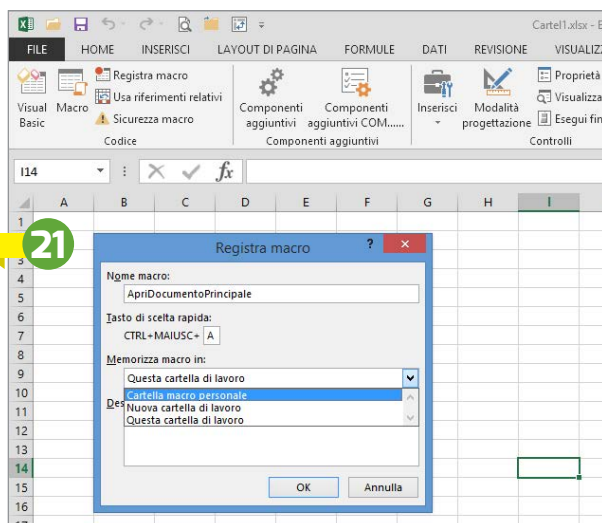 Cartel1.xlsx - E
FILE HOME INSERISCI LAYOUT DI PAGINA FORMULE DATI REVISIONE VISUALIZZ
Visual Basic
Macro
Registra macro
Usa riferimenti relativi
Sicurezza macro
Codice
Componenti aggiuntivi
Componenti aggiuntivi COM......
Componenti aggiuntivi
Inserisci
Modalità progettazione
Proprietà
Visualizza
Esegui fin
Controlli
I14
fx
A B C D E F G H I
1
21
3
4
5
6
7
8
9
10
11
12
13
14
15
16
17
Registra macro ? ×
Nome macro:
ApriDocumentoPrincipale
Tasto di scelta rapida:
CTRL+MAIUSC+ A
Memorizza macro in:
Questa cartella di lavoro
Des
Cartella macro personale
Nuova cartella di lavoro
Questa cartella di lavoro
OK Annulla